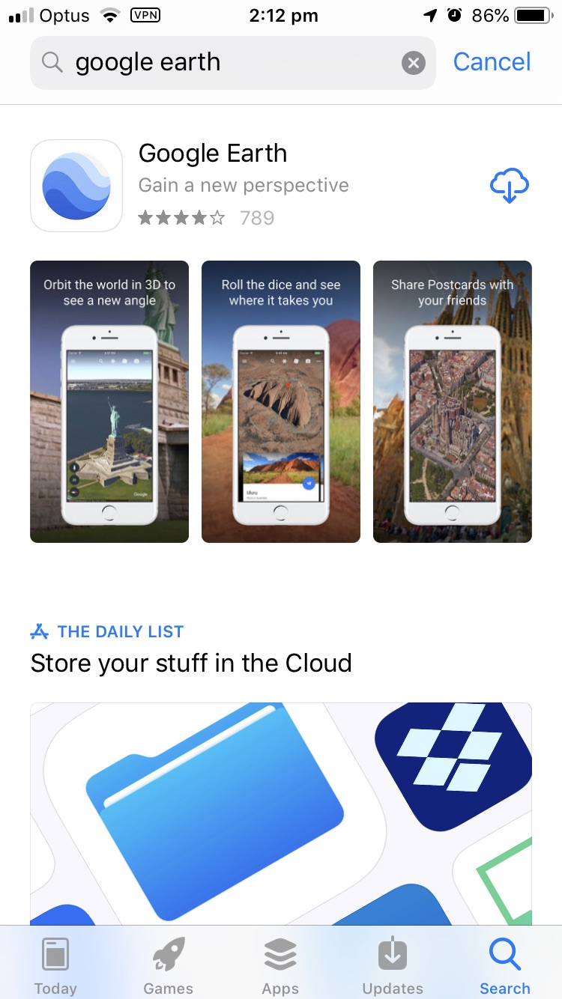 Optus VPN 2:12 pm 86%
google earth Cancel
Google Earth
Gain a new perspective
789
Orbit the world in 3D to
see a new angle
Roll the dice and see
where it takes you
Share Postcards with
your friends
Google
Uluru
THE DAILY LIST
Store your stuff in the Cloud
Today Games Apps Updates Search